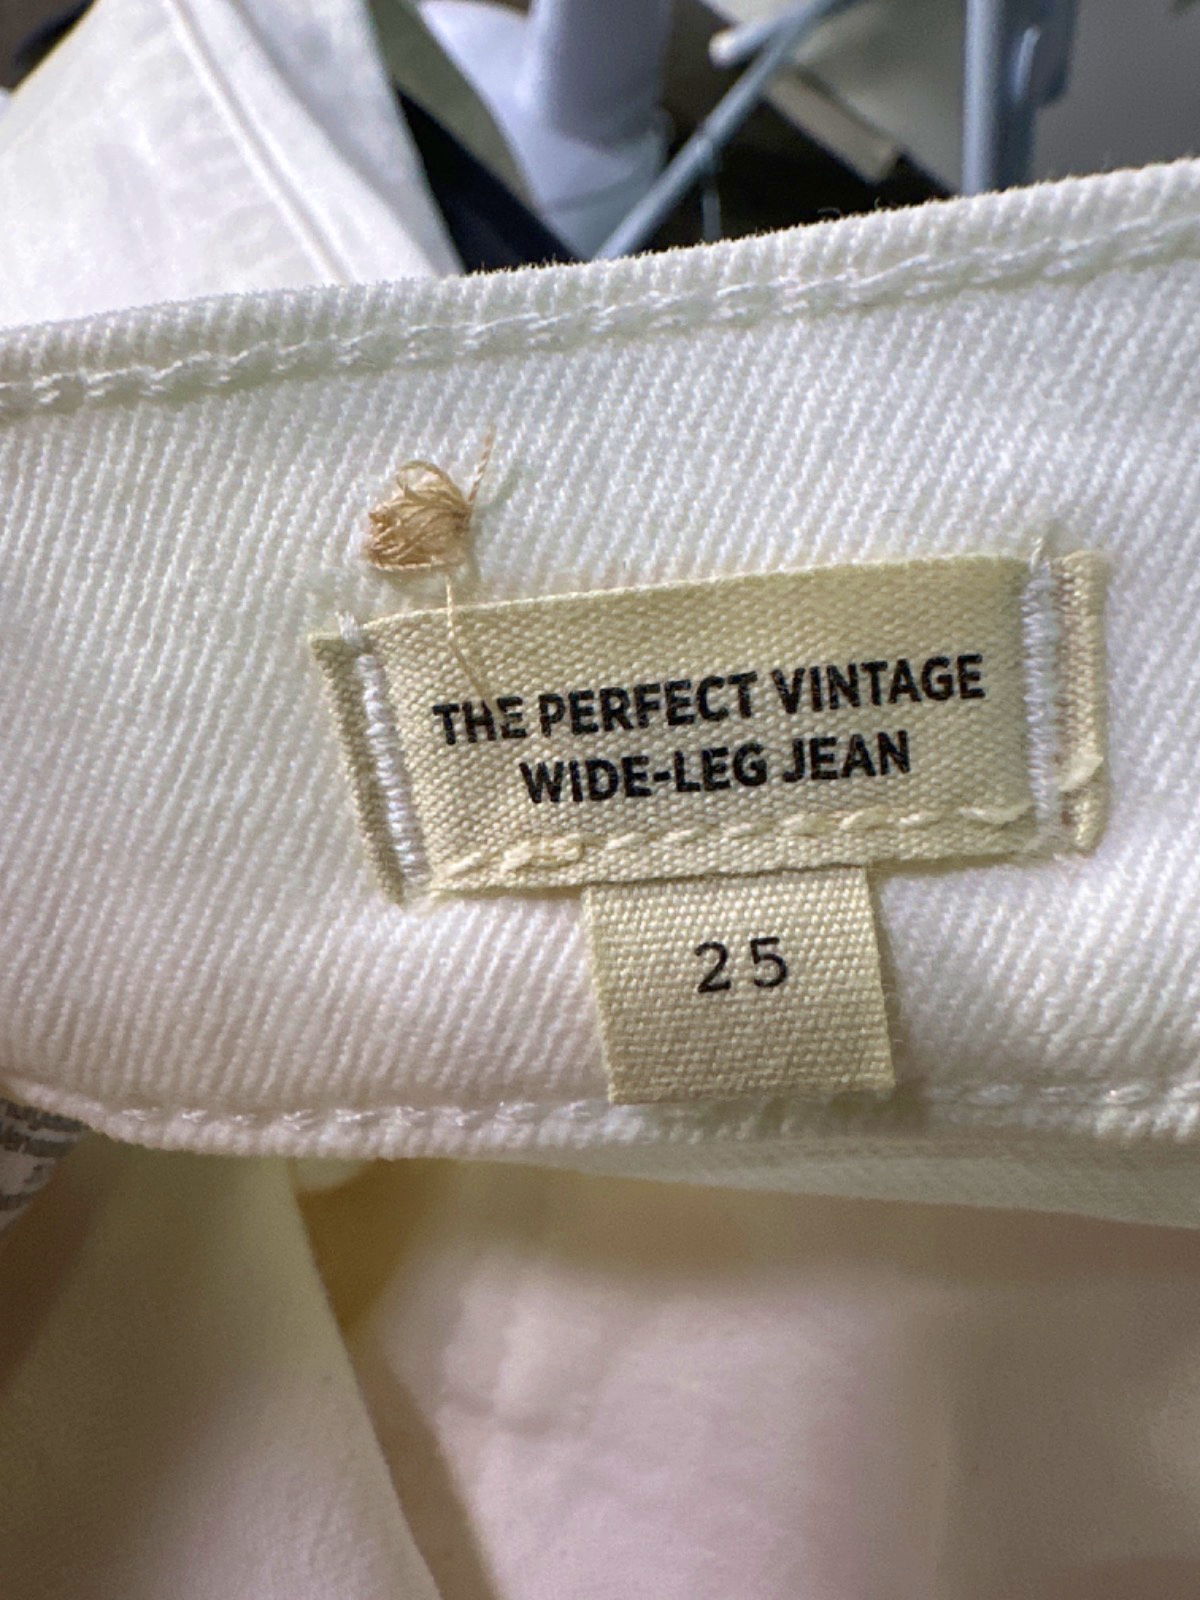 THE PERFECT VINTAGE
WIDE-LEG JEAN
25